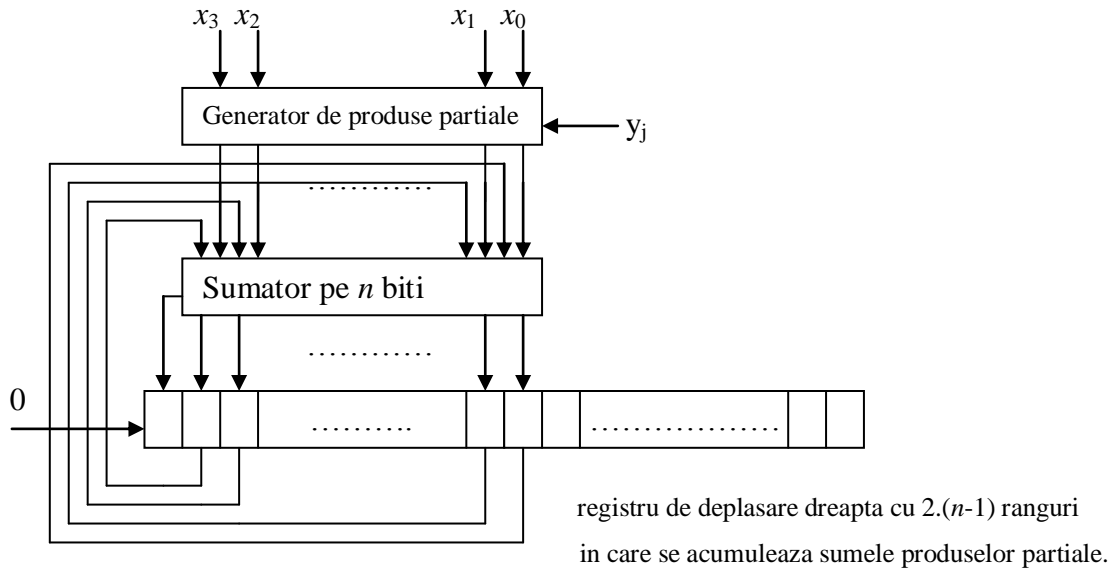 x3 x2 x1 x0
Generator de produse partiale
yj
............
Sumator pe n biti
............
0
.......... ..................
registru de deplasare dreapta cu 2.(n-1) ranguri
in care se acumuleaza sumele produselor partiale.